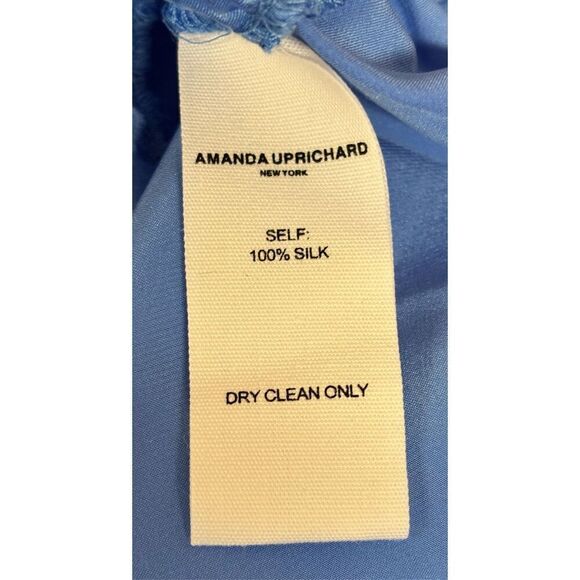 AMANDA UPRICHARD
NEW YORK
SELF:
100% SILK
DRY CLEAN ONLY